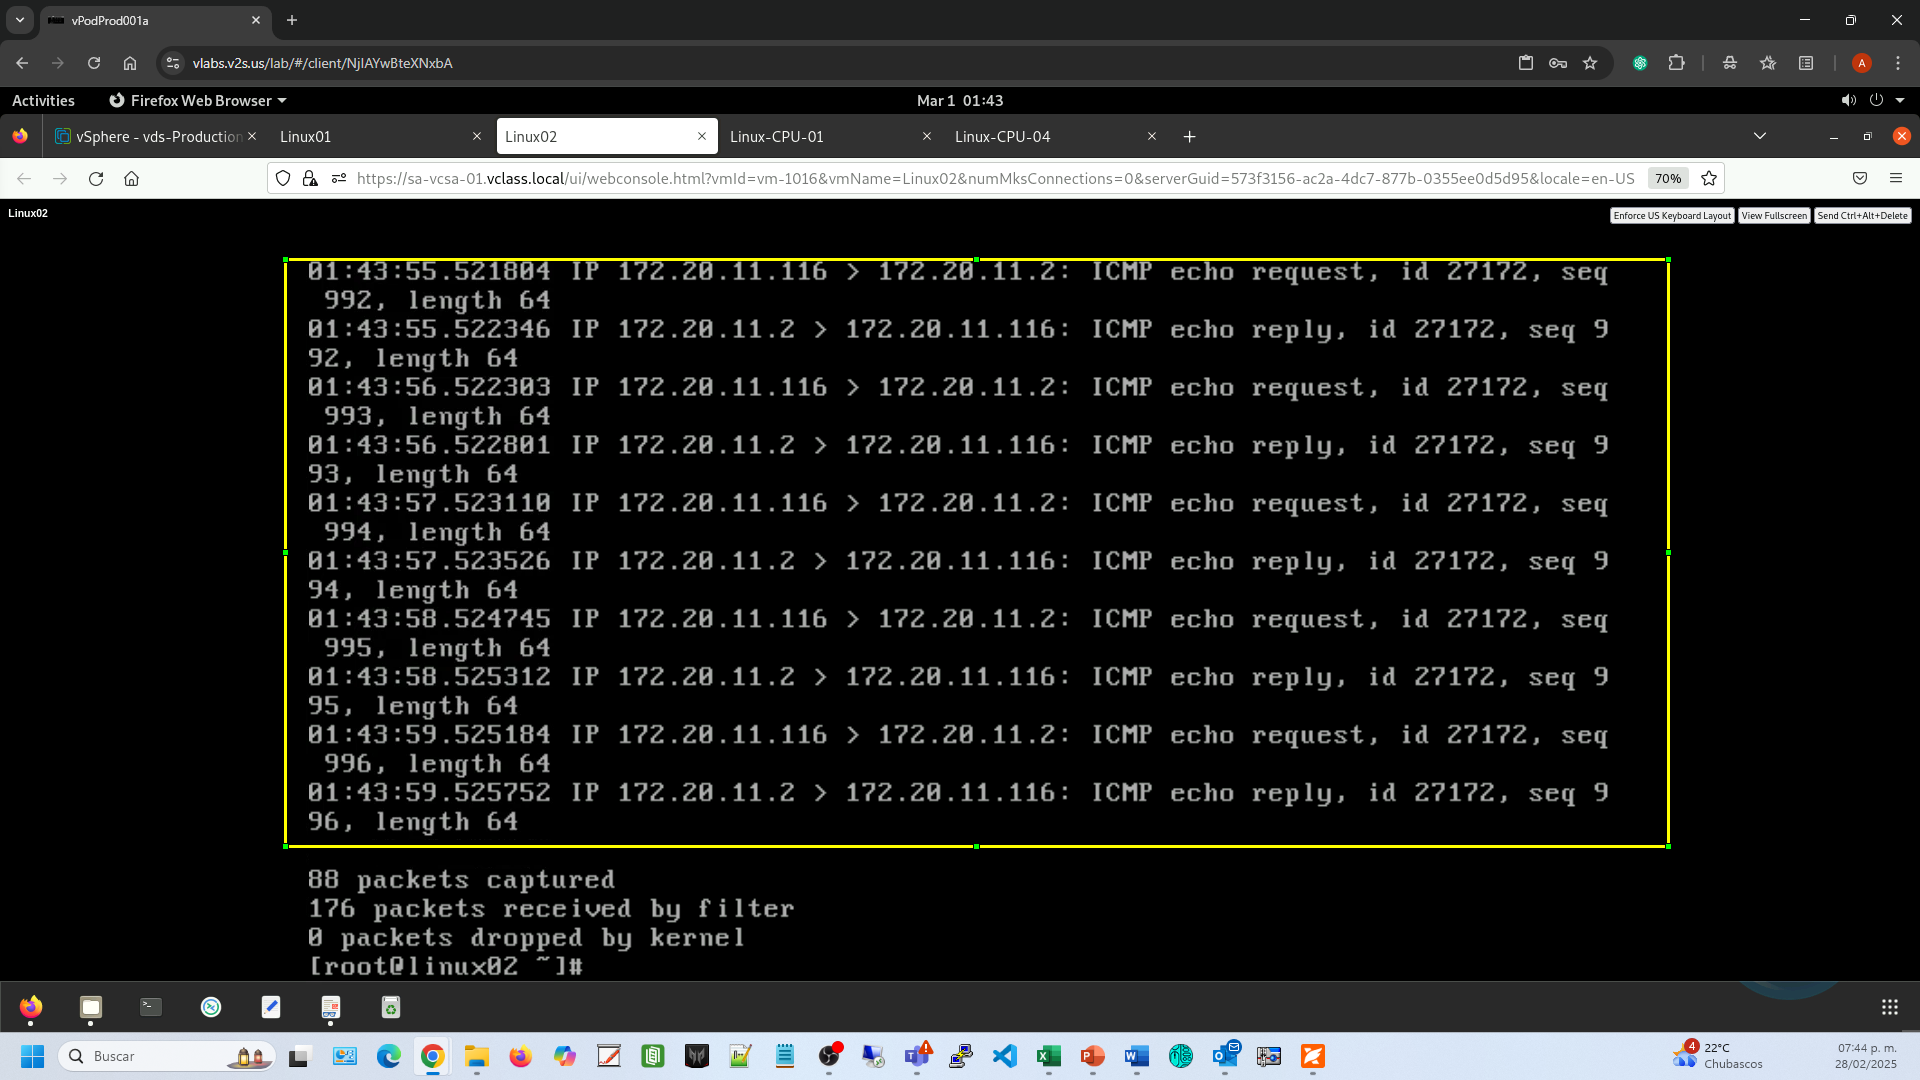 vPodProd001a
vlabs.v2s.us/lab/#/client/NjIAYwBteXNxbA
A
Activities
Firefox Web Browser
Mar 1 01:43
vSphere - vds-Production
Linux01
Linux02
Linux-CPU-01
Linux-CPU-04
https://sa-vcsa-01.vclass.local/ui/webconsole.html?vmId=vm-1016&vmName=Linux02&numMksConnections=0&serverGuid=573f3156-ac2a-4dc7-877b-0355ee0d5d95&locale=en-US
70%
Linux02
Enforce US Keyboard Layout
View Fullscreen
Send Ctrl+Alt+Delete
01:43:55.521804 IP 172.20.11.116 > 172.20.11.2: ICMP echo request, id 27172, seq
992, length 64
01:43:55.522346 IP 172.20.11.2 > 172.20.11.116: ICMP echo reply, id 27172, seq 9
92, length 64
01:43:56.522303 IP 172.20.11.116 > 172.20.11.2: ICMP echo request, id 27172, seq
993, length 64
01:43:56.522801 IP 172.20.11.2 > 172.20.11.116: ICMP echo reply, id 27172, seq 9
93, length 64
01:43:57.523110 IP 172.20.11.116 > 172.20.11.2: ICMP echo request, id 27172, seq
994, length 64
01:43:57.523526 IP 172.20.11.2 > 172.20.11.116: ICMP echo reply, id 27172, seq 9
94, length 64
01:43:58.524745 IP 172.20.11.116 > 172.20.11.2: ICMP echo request, id 27172, seq
995, length 64
01:43:58.525312 IP 172.20.11.2 > 172.20.11.116: ICMP echo reply, id 27172, seq 9
95, length 64
01:43:59.525184 IP 172.20.11.116 > 172.20.11.2: ICMP echo request, id 27172, seq
996, length 64
01:43:59.525752 IP 172.20.11.2 > 172.20.11.116: ICMP echo reply, id 27172, seq 9
96, length 64
88 packets captured
176 packets received by filter
0 packets dropped by kernel
[root@linux02 ~]#
Buscar
4
22°C
Chubascos
07:44 p. m.
28/02/2025